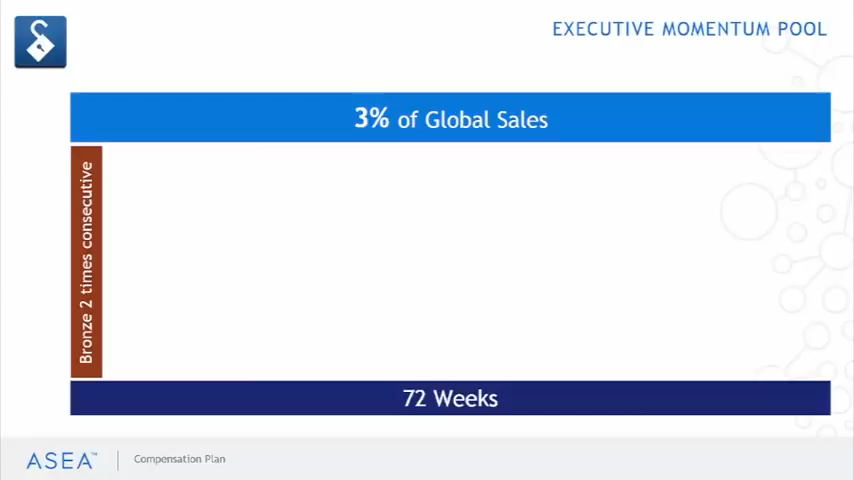 EXECUTIVE MOMENTUM POOL
3% of Global Sales
Bronze 2 times consecutive
72 Weeks
ASEA™
Compensation Plan